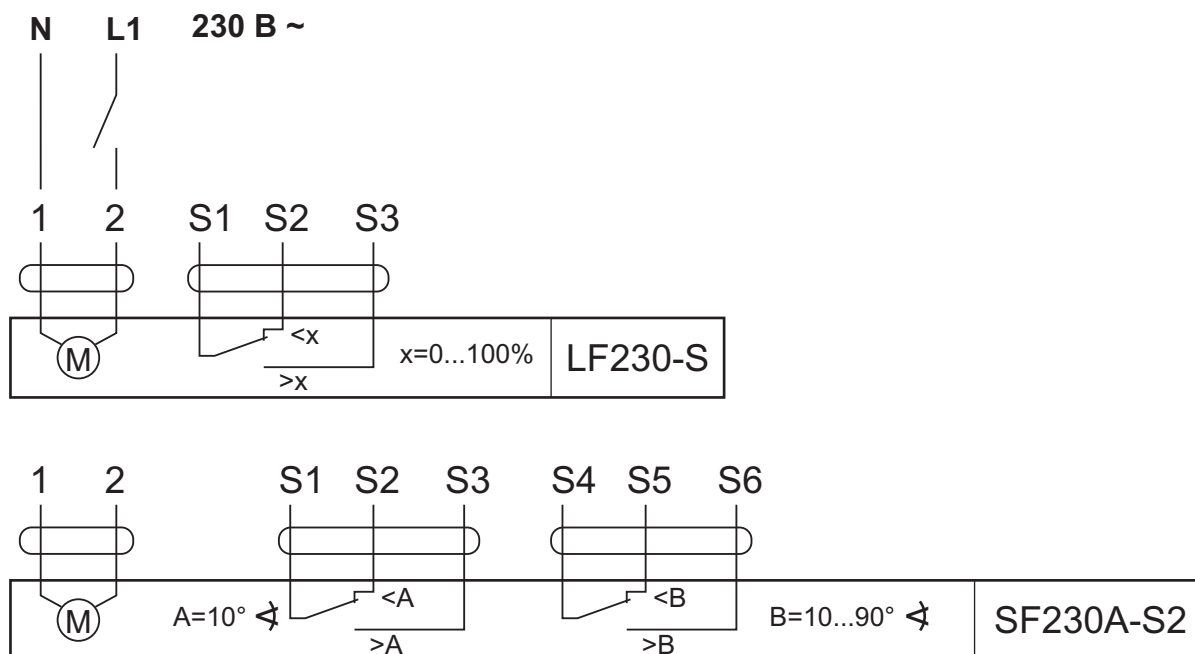 N L1 230 В ~
1 2 S1 S2 S3
M <x >x x=0...100% LF230-S
1 2 S1 S2 S3 S4 S5 S6
M A=10° ∢ <A >A <B >B B=10...90° ∢ SF230A-S2